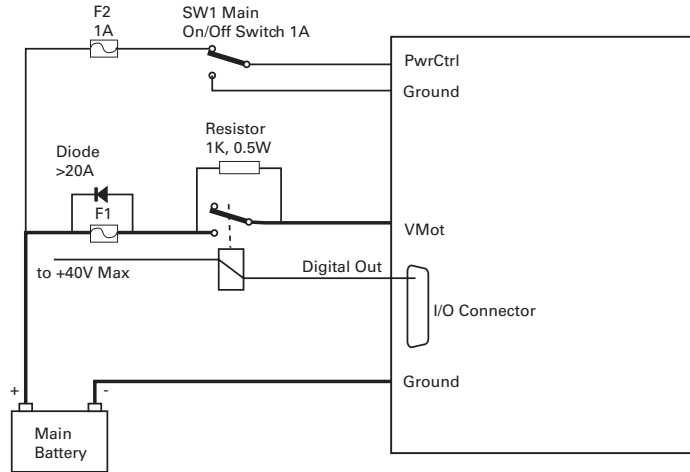 F2
1A
SW1 Main
On/Off Switch 1A
PwrCtrl
Ground
Resistor
1K, 0.5W
Diode
>20A
F1
VMot
to +40V Max
Digital Out
I/O Connector
Ground
+
-
Main
Battery